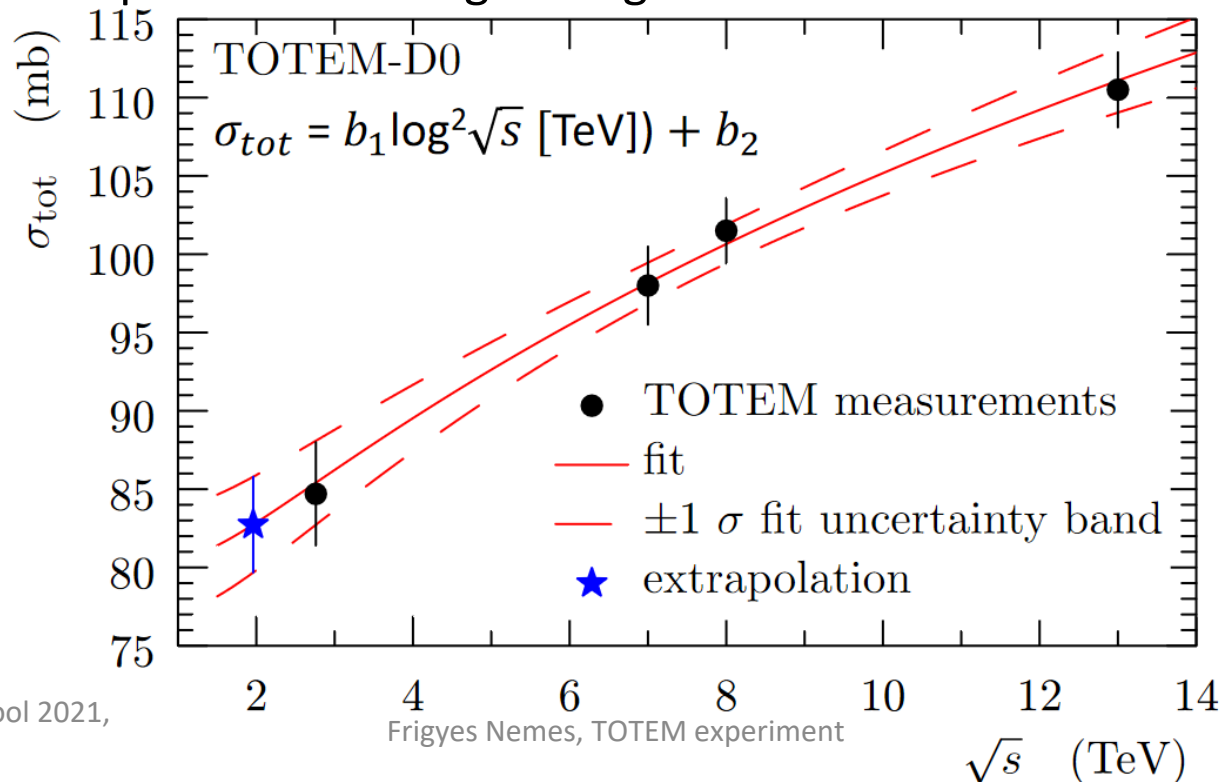 115
110
105
100
95
90
85
80
75
σtot (mb)
TOTEM-D0
σtot = b1log²√s [TeV]) + b2
TOTEM measurements
fit
±1 σ fit uncertainty band
extrapolation
2 4 6 8 10 12 14
ool 2021,
Frigyes Nemes, TOTEM experiment
√s (TeV)